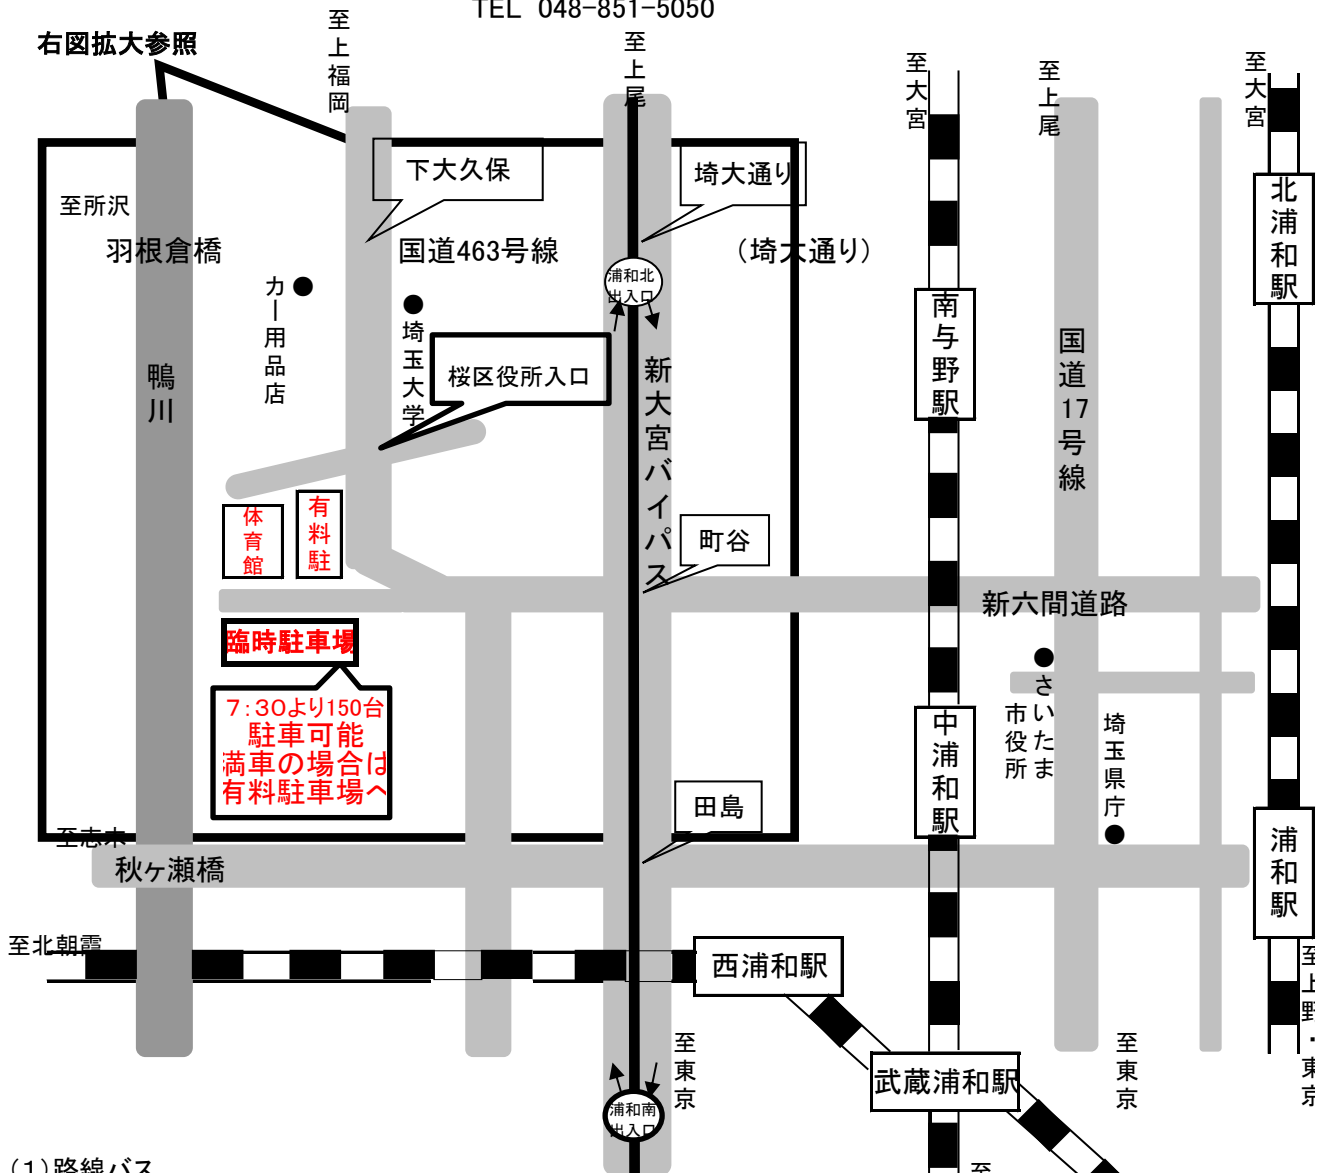 TEL 048-851-5050
右図拡大参照
至上福岡
至上尾
至大宮
至上尾
至大宮
下大久保
埼大通り
至所沢
羽根倉橋
国道463号線
(埼大通り)
北浦和駅
カー用品店
浦和北
出入口
埼玉大学
南与野駅
桜区役所入口
鴨川
新大宮バイパス
国道17号線
体育館
有料駐
町谷
新六間道路
臨時駐車場
7:30より150台
駐車可能
満車の場合は
有料駐車場へ
さいたま
市役所
埼玉県庁
中浦和駅
田島
浦和駅
至志木
秋ヶ瀬橋
至北朝霞
西浦和駅
至上野・東京
至東京
至東京
武蔵浦和駅
浦和南
出入口
(1)路線バス
至